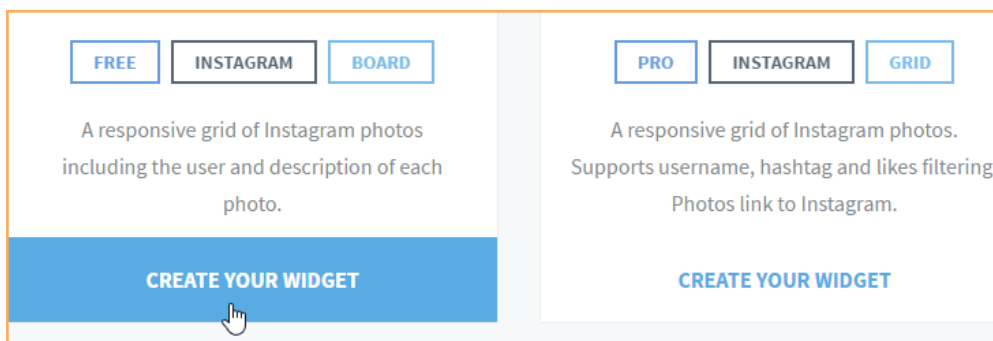 FREE INSTAGRAM BOARD
A responsive grid of Instagram photos
including the user and description of each
photo.
CREATE YOUR WIDGET
PRO INSTAGRAM GRID
A responsive grid of Instagram photos.
Supports username, hashtag and likes filtering
Photos link to Instagram.
CREATE YOUR WIDGET